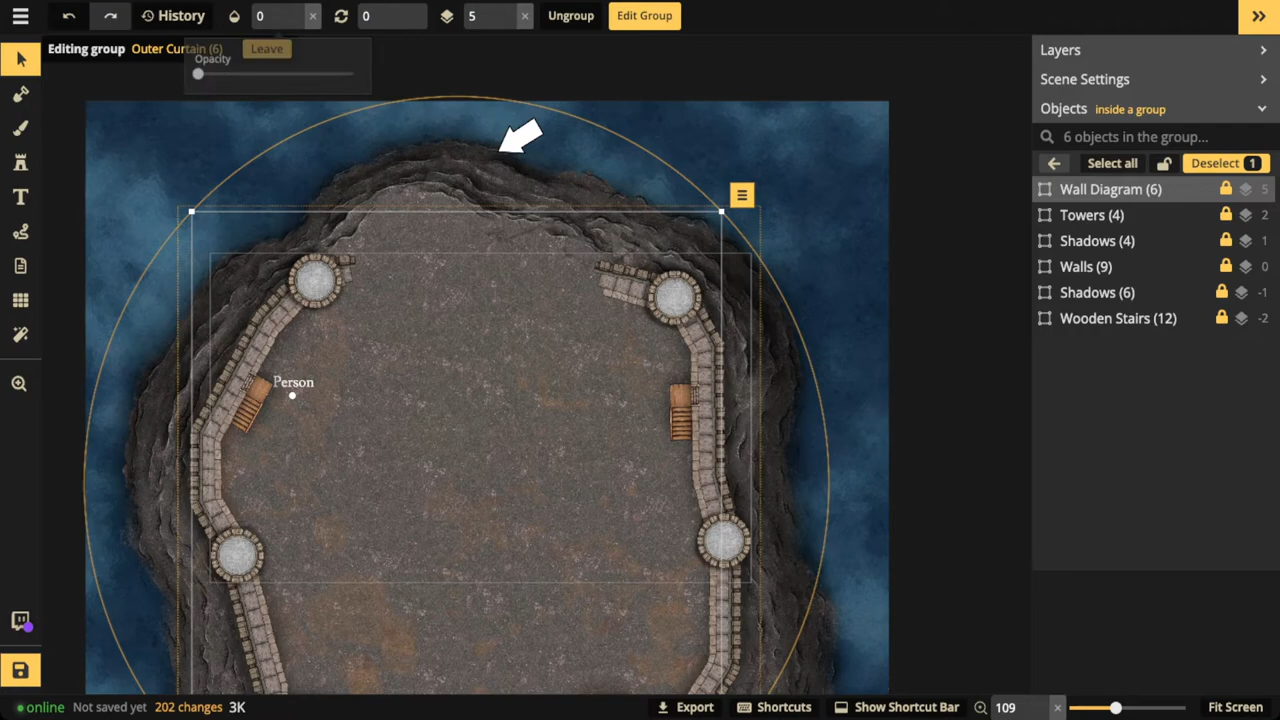 History 0 × 0 5 × Ungroup Edit Group
Editing group Outer Curtain (6) Leave
Opacity
Layers
Scene Settings
Objects inside a group
6 objects in the group...
Select all Deselect 1
Wall Diagram (6) 5
Towers (4) 2
Shadows (4) 1
Walls (9) 0
Shadows (6) -1
Wooden Stairs (12) -2
Person
online Not saved yet 202 changes 3K Export Shortcuts Show Shortcut Bar 109 × Fit Screen